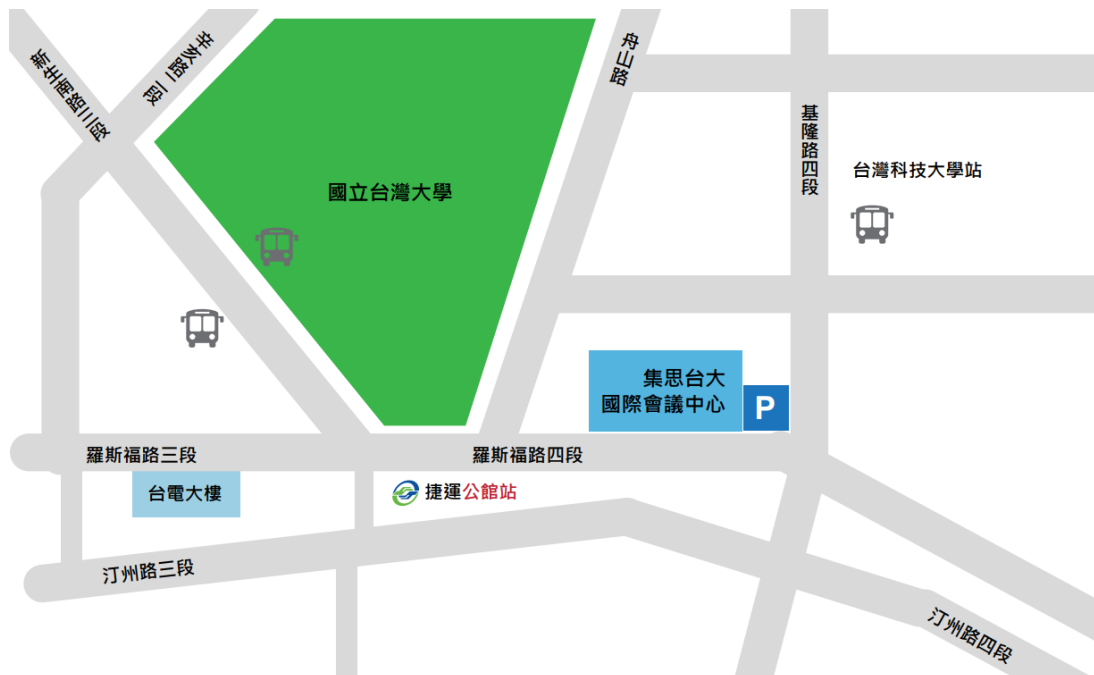 新生南路三段
辛亥路二段
舟山路
基隆路四段
台灣科技大學站
國立台灣大學
集思台大
國際會議中心
P
羅斯福路三段
羅斯福路四段
台電大樓
捷運公館站
汀州路三段
汀州路四段